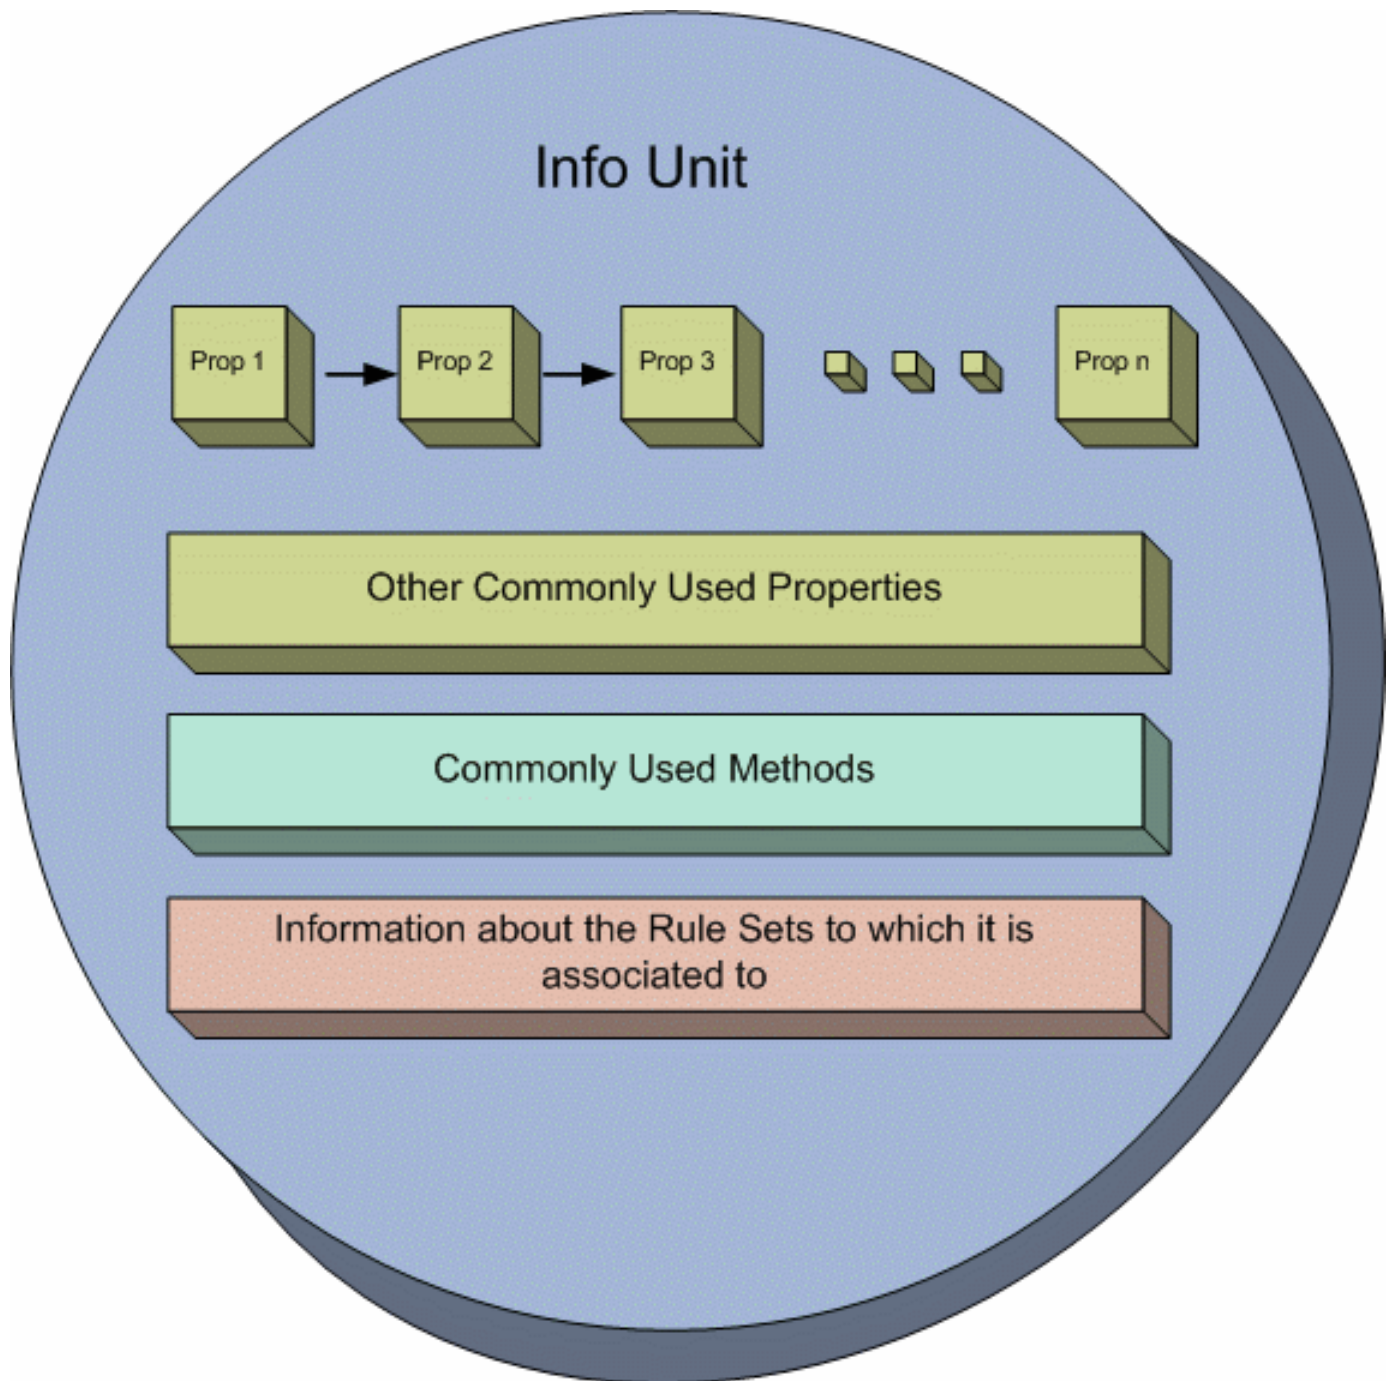 Info Unit
Prop 1
Prop 2
Prop 3
Prop n
Other Commonly Used Properties
Commonly Used Methods
Information about the Rule Sets to which it is
associated to